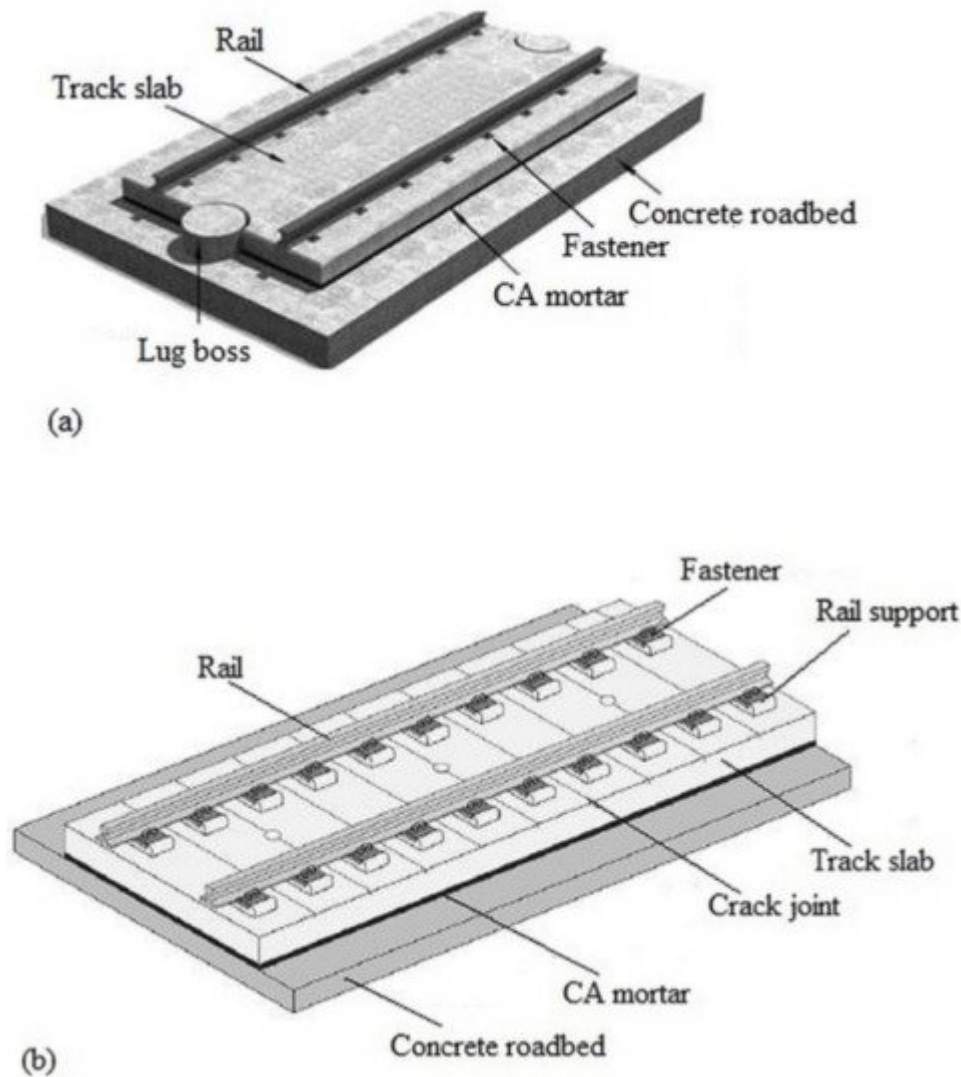 Rail
Track slab
Concrete roadbed
Fastener
CA mortar
Lug boss
(a)
Fastener
Rail support
Rail
Track slab
Crack joint
CA mortar
Concrete roadbed
(b)